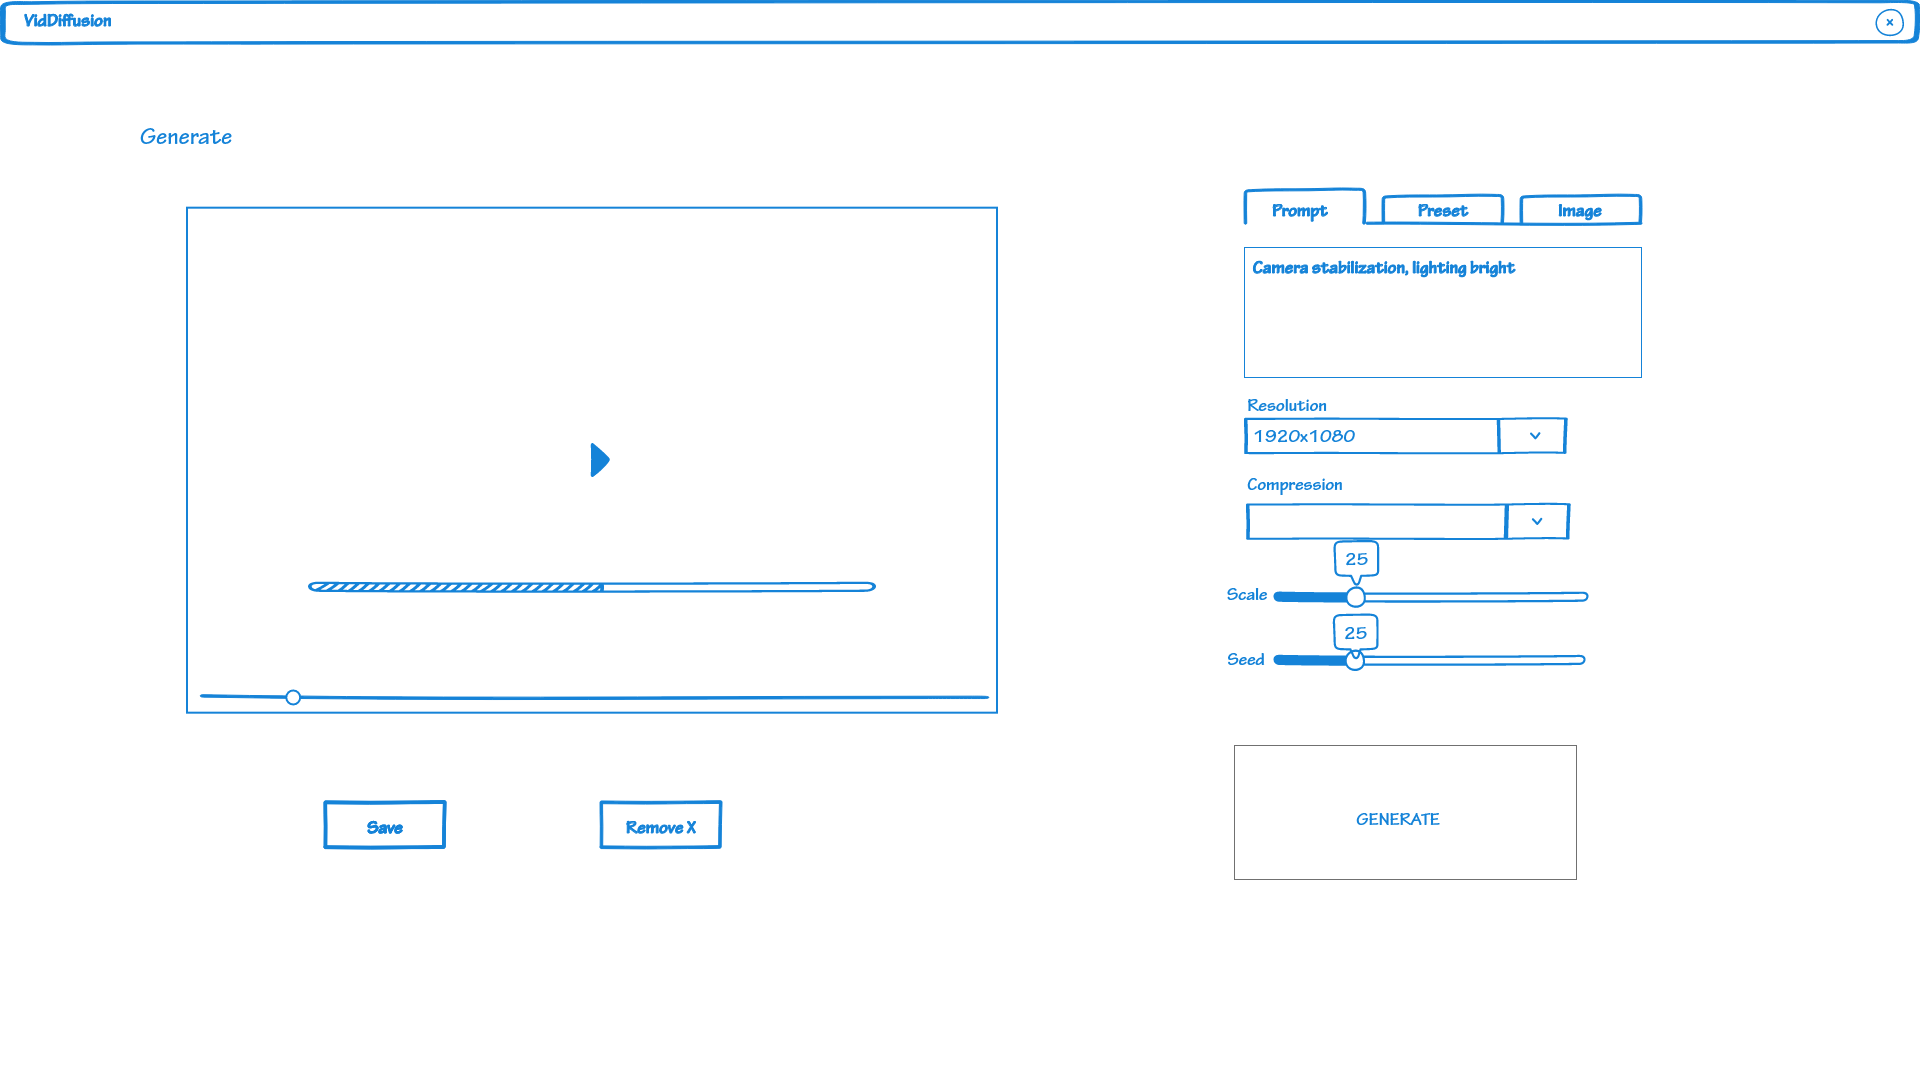 VidDiffusion
x
Generate
Prompt
Preset
Image
Camera stabilization, lighting bright
Resolution
1920x1080
Compression
25
Scale
25
Seed
Save
Remove X
GENERATE